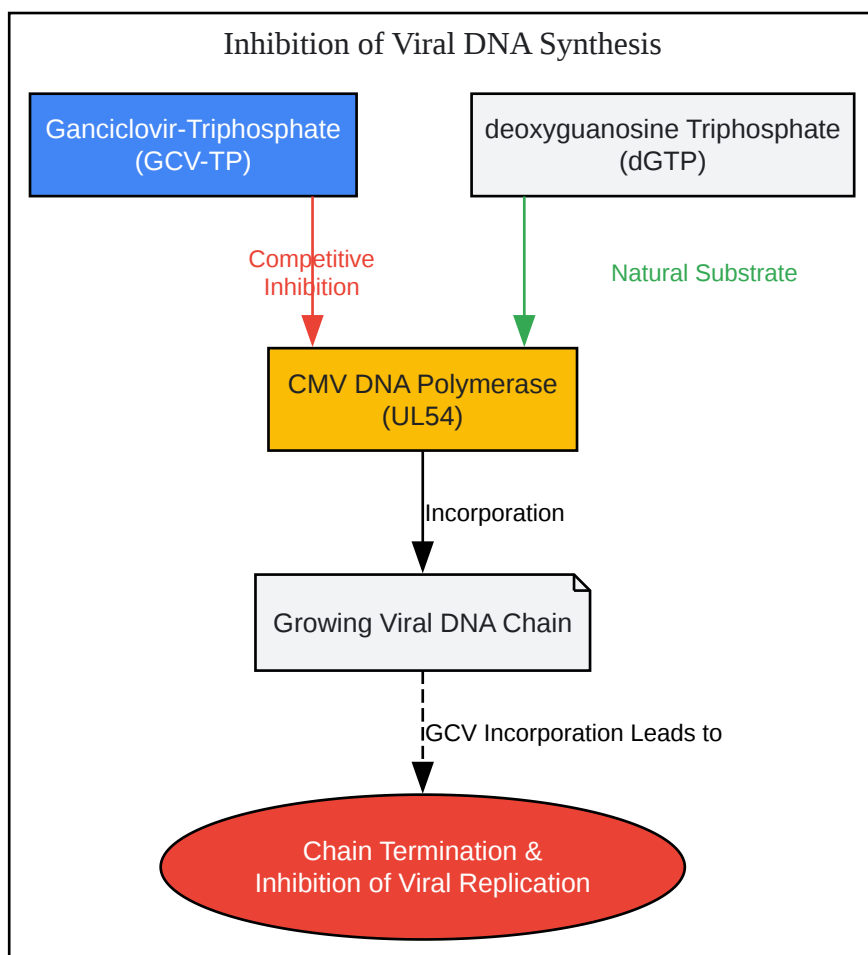 Inhibition of Viral DNA Synthesis
Ganciclovir-Triphosphate
(GCV-TP)
deoxyguanosine Triphosphate
(dGTP)
Competitive
Inhibition
Natural Substrate
CMV DNA Polymerase
(UL54)
Incorporation
Growing Viral DNA Chain
GCV Incorporation Leads to
Chain Termination &
Inhibition of Viral Replication